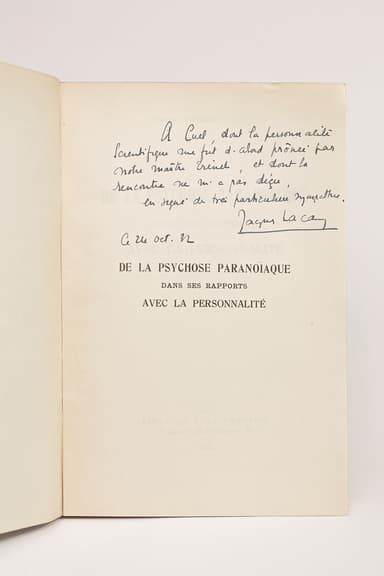 A Cuel, dont la personnalité
Scientifique me fut d'abord prônée par
notre maître, et dont la
rencontre ne m'a pas déçu,
en signe de très particulière sympathie.
Jacques Lacan
Ce 24 oct. 32
DE LA PSYCHOSE PARANOÏAQUE
DANS SES RAPPORTS
AVEC LA PERSONNALITÉ